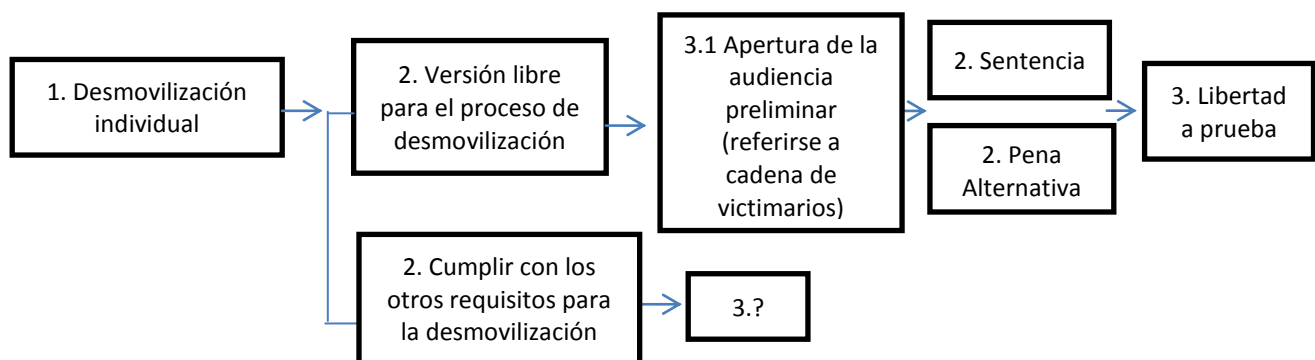 1. Desmovilización
individual
2. Versión libre
para el proceso de
desmovilización
3.1 Apertura de la
audiencia
preliminar
(referirse a
cadena de
victimarios)
2. Sentencia
2. Pena
Alternativa
3. Libertad
a prueba
2. Cumplir con los
otros requisitos para
la desmovilización
3.?